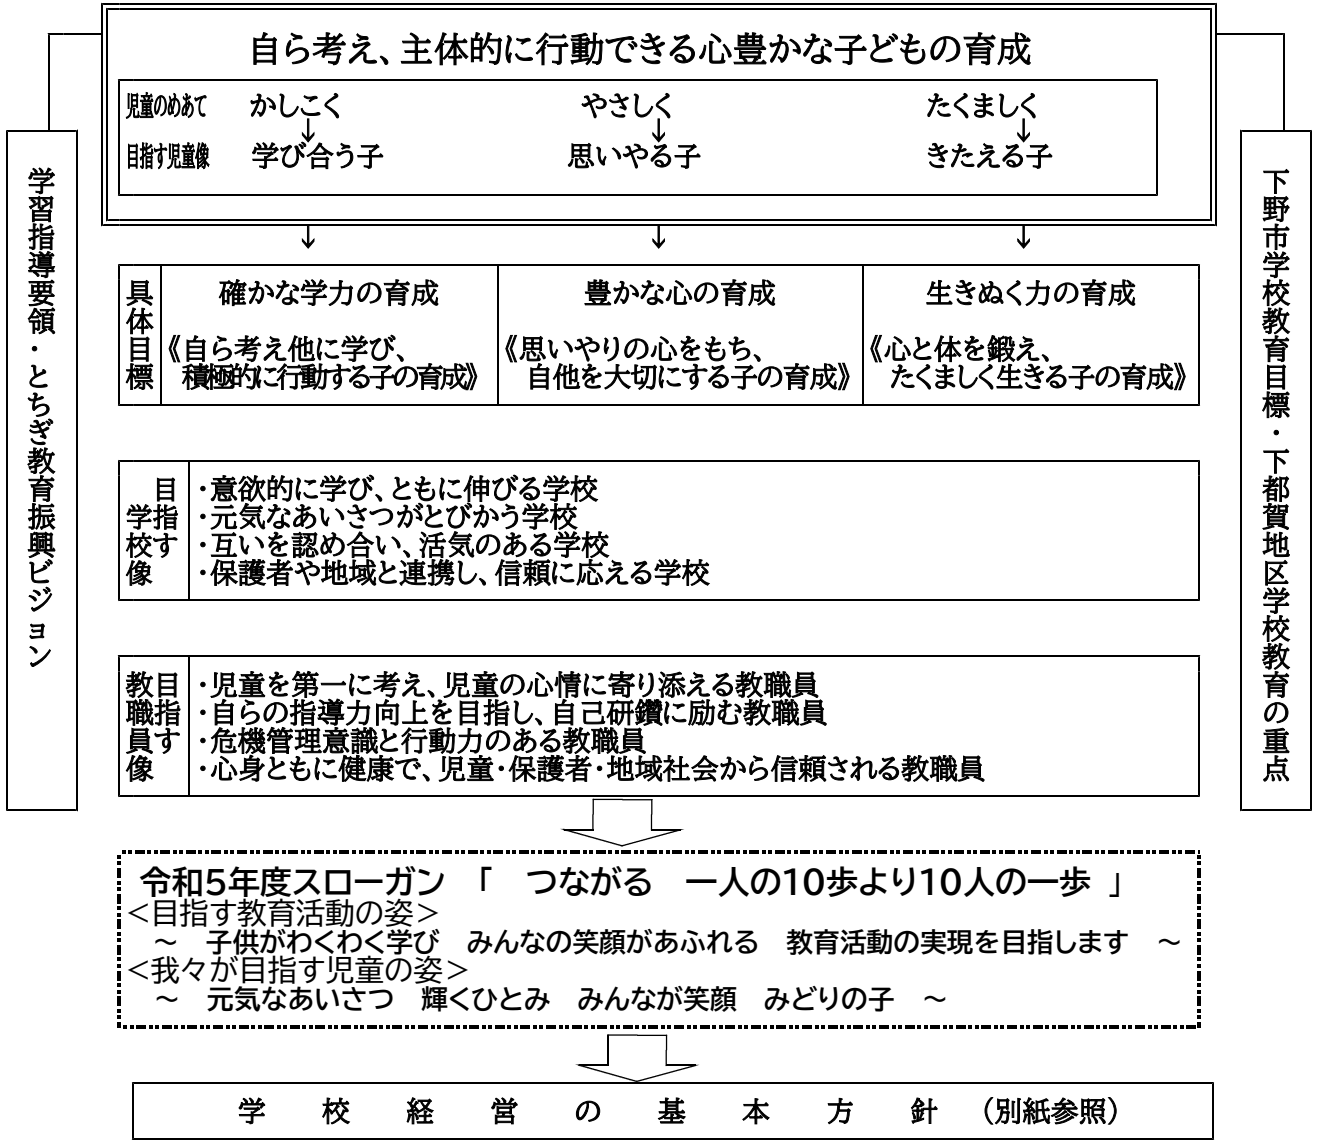 自ら考え、主体的に行動できる心豊かな子どもの育成
児童のめあて　かしこく　やさしく　たくましく
↓　↓　↓
目指す児童像　学び合う子　思いやる子　きたえる子
↓　↓　↓
学習指導要領・とちぎ教育振興ビジョン
下野市学校教育目標・下都賀地区学校教育の重点
具体目標
確かな学力の育成
《自ら考え他に学び、
積極的に行動する子の育成》
豊かな心の育成
《思いやりの心をもち、
自他を大切にする子の育成》
生きぬく力の育成
《心と体を鍛え、
たくましく生きる子の育成》
目指す
学校像
・意欲的に学び、ともに伸びる学校
・元気なあいさつがとびかう学校
・互いを認め合い、活気のある学校
・保護者や地域と連携し、信頼に応える学校
目指す
教職員像
・児童を第一に考え、児童の心情に寄り添える教職員
・自らの指導力向上を目指し、自己研鑽に励む教職員
・危機管理意識と行動力のある教職員
・心身ともに健康で、児童・保護者・地域社会から信頼される教職員
令和5年度スローガン　「　つながる　一人の10歩より10人の一歩　」
＜目指す教育活動の姿＞
～　子供がわくわく学び　みんなの笑顔があふれる　教育活動の実現を目指します　～
＜我々が目指す児童の姿＞
～　元気なあいさつ　輝くひとみ　みんなが笑顔　みどりの子　～
学　校　経　営　の　基　本　方　針　（別紙参照）